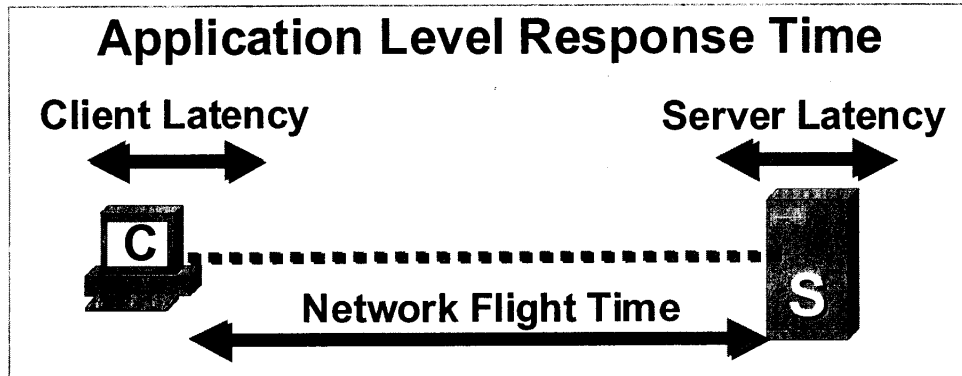 Application Level Response Time
Client Latency
Server Latency
C
S
Network Flight Time